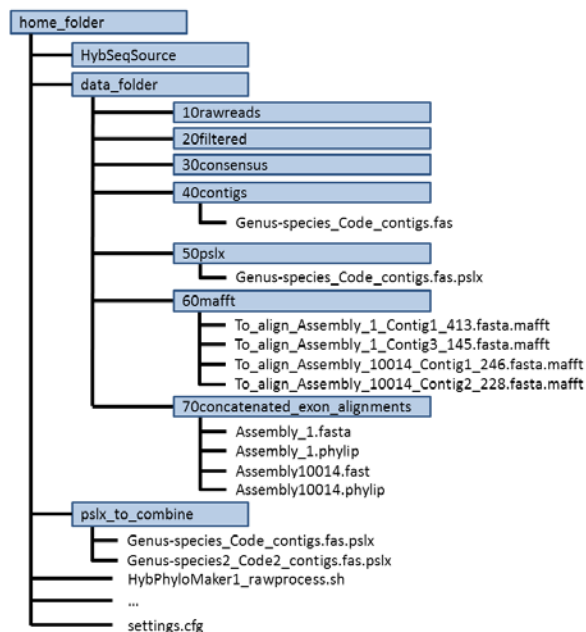 home_folder
HybSeqSource
data_folder
10rawreads
20filtered
30consensus
40contigs
Genus-species_Code_contigs.fas
50pslx
Genus-species_Code_contigs.fas.pslx
60mafft
To_align_Assembly_1_Contig1_413.fasta.mafft
To_align_Assembly_1_Contig3_145.fasta.mafft
To_align_Assembly_10014_Contig1_246.fasta.mafft
To_align_Assembly_10014_Contig2_228.fasta.mafft
70concatenated_exon_alignments
Assembly_1.fasta
Assembly_1.phylip
Assembly10014.fast
Assembly10014.phylip
pslx_to_combine
Genus-species_Code_contigs.fas.pslx
Genus-species2_Code2_contigs.fas.pslx
HybPhyloMaker1_rawprocess.sh
...
settings.cfg